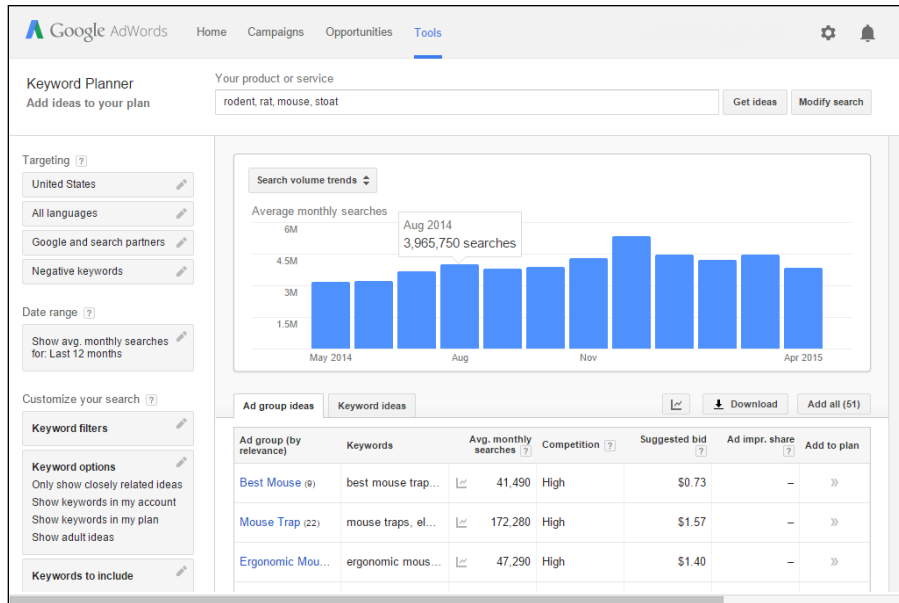 Google AdWords Home Campaigns Opportunities Tools
Keyword Planner
Add ideas to your plan
Your product or service
rodent, rat, mouse, stoat
Get ideas
Modify search
Targeting ?
United States
All languages
Google and search partners
Negative keywords
Date range ?
Show avg. monthly searches
for: Last 12 months
Customize your search ?
Keyword filters
Keyword options
Only show closely related ideas
Show keywords in my account
Show keywords in my plan
Show adult ideas
Keywords to include
Search volume trends
Average monthly searches
Aug 2014
3,965,750 searches
6M
4.5M
3M
1.5M
May 2014 Aug Nov Apr 2015
Ad group ideas Keyword ideas Download Add all (51)
Ad group (by
relevance)
Keywords
Avg. monthly
searches ?
Competition ?
Suggested bid
?
Ad impr. share
?
Add to plan
Best Mouse (9) best mouse trap... 41,490 High $0.73 – »
Mouse Trap (22) mouse traps, el... 172,280 High $1.57 – »
Ergonomic Mou... ergonomic mous... 47,290 High $1.40 – »